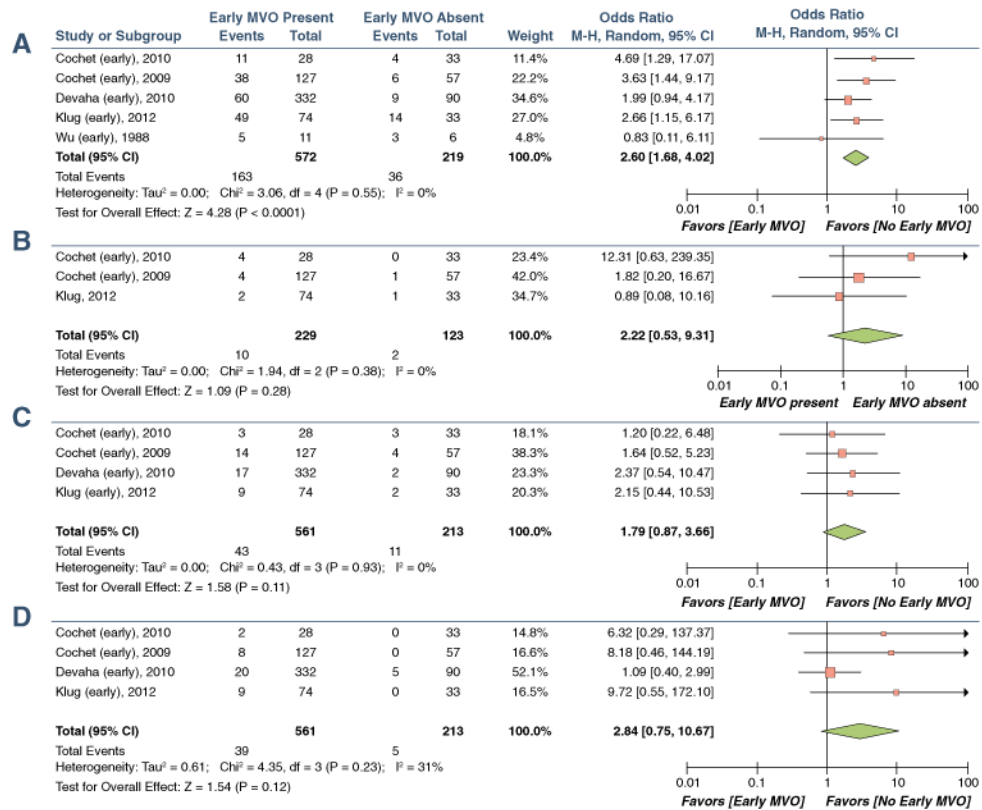 Early MVO Present Early MVO Absent Odds Ratio Odds Ratio
A
Study or Subgroup Events Total Events Total Weight M-H, Random, 95% CI M-H, Random, 95% CI
Cochet (early), 2010 11 28 4 33 11.4% 4.69 [1.29, 17.07]
Cochet (early), 2009 38 127 6 57 22.2% 3.63 [1.44, 9.17]
Devaha (early), 2010 60 332 9 90 34.6% 1.99 [0.94, 4.17]
Klug (early), 2012 49 74 14 33 27.0% 2.66 [1.15, 6.17]
Wu (early), 1988 5 11 3 6 4.8% 0.83 [0.11, 6.11]
Total (95% CI) 572 219 100.0% 2.60 [1.68, 4.02]
Total Events 163 36
Heterogeneity: Tau² = 0.00; Chi² = 3.06, df = 4 (P = 0.55); I² = 0%
Test for Overall Effect: Z = 4.28 (P < 0.0001)
0.01 0.1 1 10 100
Favors [Early MVO] Favors [No Early MVO]
B
Cochet (early), 2010 4 28 0 33 23.4% 12.31 [0.63, 239.35]
Cochet (early), 2009 4 127 1 57 42.0% 1.82 [0.20, 16.67]
Klug, 2012 2 74 1 33 34.7% 0.89 [0.08, 10.16]
Total (95% CI) 229 123 100.0% 2.22 [0.53, 9.31]
Total Events 10 2
Heterogeneity: Tau² = 0.00; Chi² = 1.94, df = 2 (P = 0.38); I² = 0%
Test for Overall Effect: Z = 1.09 (P = 0.28)
0.01 0.1 1 10 100
Early MVO present Early MVO absent
C
Cochet (early), 2010 3 28 3 33 18.1% 1.20 [0.22, 6.48]
Cochet (early), 2009 14 127 4 57 38.3% 1.64 [0.52, 5.23]
Devaha (early), 2010 17 332 2 90 23.3% 2.37 [0.54, 10.47]
Klug (early), 2012 9 74 2 33 20.3% 2.15 [0.44, 10.53]
Total (95% CI) 561 213 100.0% 1.79 [0.87, 3.66]
Total Events 43 11
Heterogeneity: Tau² = 0.00; Chi² = 0.43, df = 3 (P = 0.93); I² = 0%
Test for Overall Effect: Z = 1.58 (P = 0.11)
0.01 0.1 1 10 100
Favors [Early MVO] Favors [No Early MVO]
D
Cochet (early), 2010 2 28 0 33 14.8% 6.32 [0.29, 137.37]
Cochet (early), 2009 8 127 0 57 16.6% 8.18 [0.46, 144.19]
Devaha (early), 2010 20 332 5 90 52.1% 1.09 [0.40, 2.99]
Klug (early), 2012 9 74 0 33 16.5% 9.72 [0.55, 172.10]
Total (95% CI) 561 213 100.0% 2.84 [0.75, 10.67]
Total Events 39 5
Heterogeneity: Tau² = 0.61; Chi² = 4.35, df = 3 (P = 0.23); I² = 31%
Test for Overall Effect: Z = 1.54 (P = 0.12)
0.01 0.1 1 10 100
Favors [Early MVO] Favors [No Early MVO]